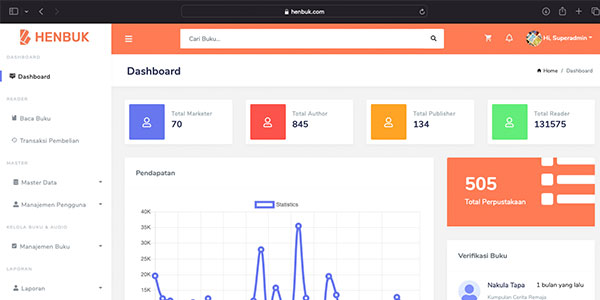 henbuk.com
HENBUK
Cari Buku...
Hi, Superadmin
DASHBOARD
Dashboard
Dashboard
Home / Dashboard
READER
Baca Buku
Transaksi Pembelian
MASTER
Master Data
Manajemen Pengguna
KELOLA BUKU & AUDIO
Manajemen Buku
LAPORAN
Laporan
Total Marketer
70
Total Author
845
Total Publisher
134
Total Reader
131575
Pendapatan
Statistics
40K
35K
30K
25K
20K
15K
10K
505
Total Perpustakaan
Verifikasi Buku
Nakula Tapa
1 bulan yang lalu
Kumpulan Cerita Remaja